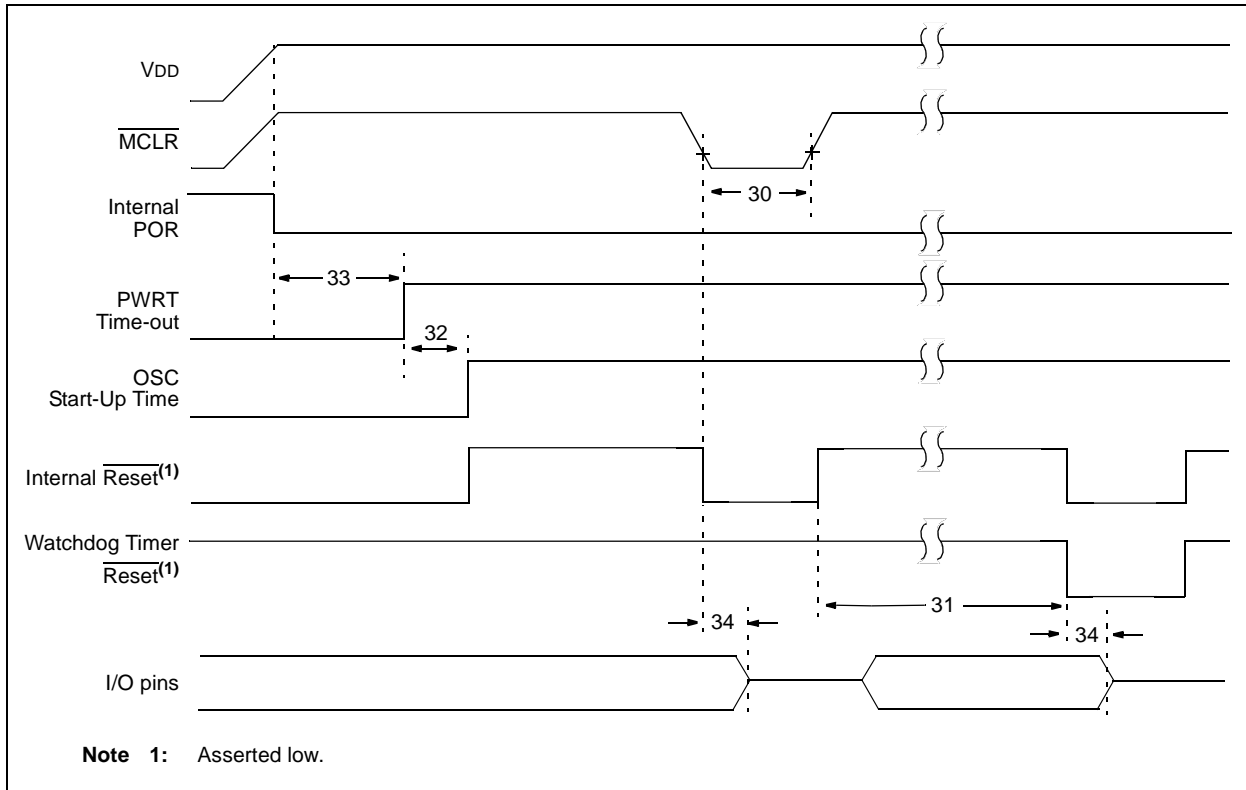 VDD
MCLR
30
Internal
POR
33
PWRT
Time-out
32
OSC
Start-Up Time
Internal Reset(1)
Watchdog Timer
Reset(1)
31
34
34
I/O pins
Note 1: Asserted low.